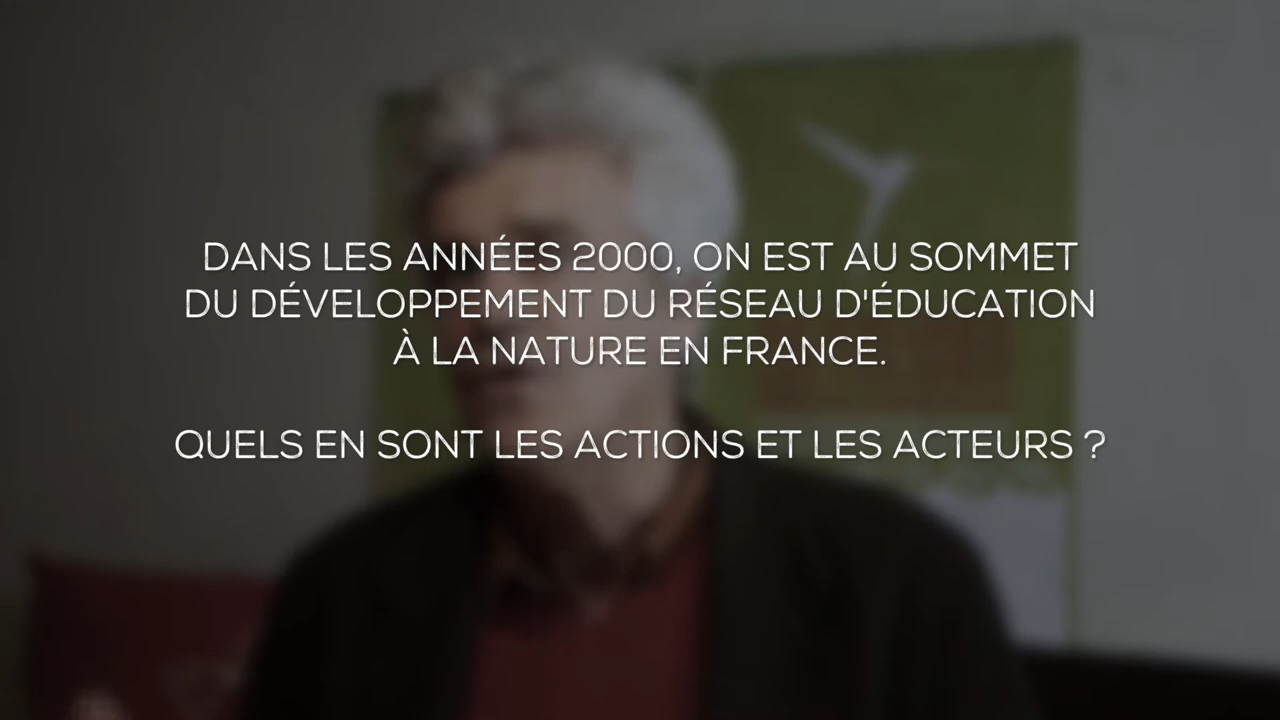 DANS LES ANNÉES 2000, ON EST AU SOMMET
DU DÉVELOPPEMENT DU RÉSEAU D'ÉDUCATION
À LA NATURE EN FRANCE.
QUELS EN SONT LES ACTIONS ET LES ACTEURS ?